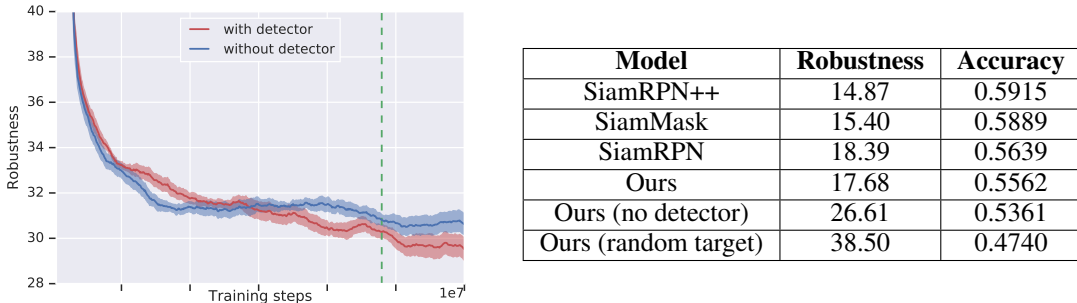 40
38
36
34
32
30
28
Robustness
with detector
without detector
Training steps
1e7
Model Robustness Accuracy
SiamRPN++ 14.87 0.5915
SiamMask 15.40 0.5889
SiamRPN 18.39 0.5639
Ours 17.68 0.5562
Ours (no detector) 26.61 0.5361
Ours (random target) 38.50 0.4740